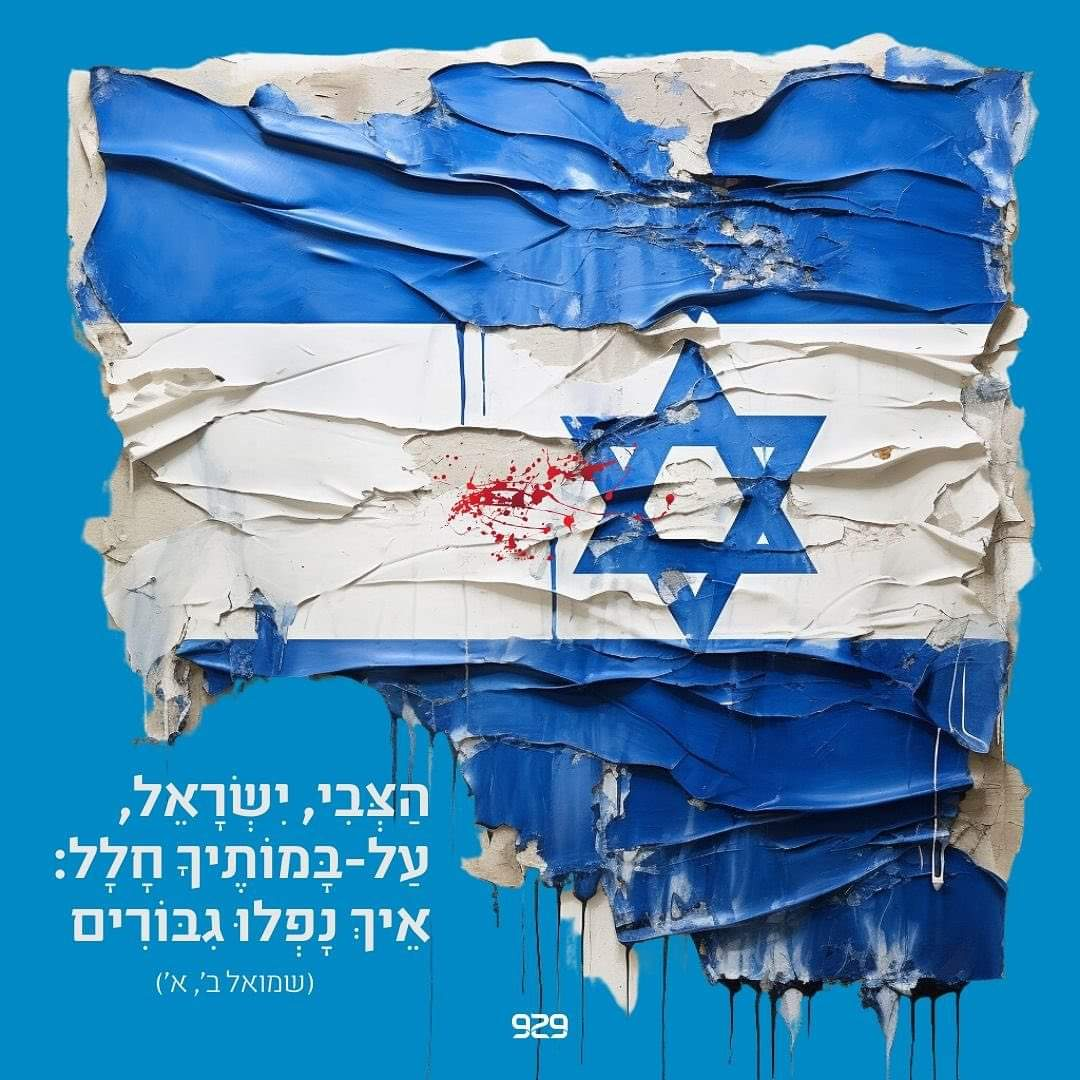 הַצְּבִי, יִשְׂרָאֵל,
עַל-בָּמוֹתֶיךָ חָלָל:
אֵיךְ נָפְלוּ גִבּוֹרִים
(שמואל ב', א')
929